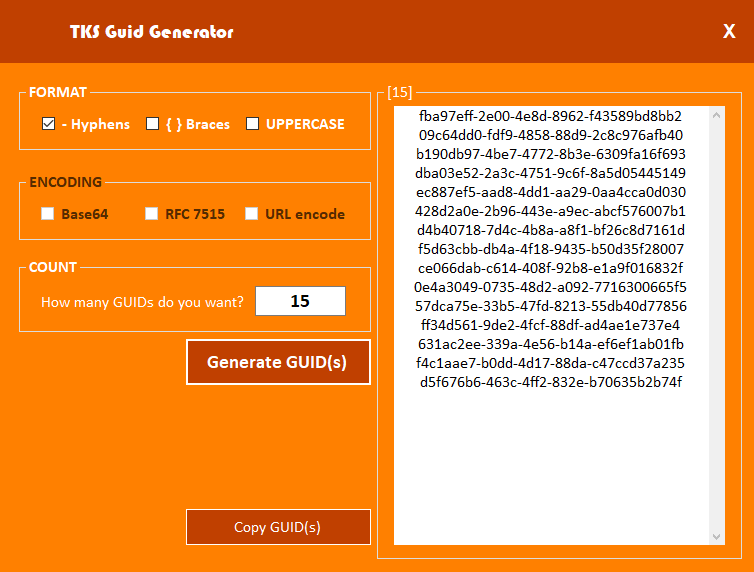 TKS Guid Generator
X
FORMAT
- Hyphens { } Braces UPPERCASE
ENCODING
Base64 RFC 7515 URL encode
COUNT
How many GUIDs do you want? 15
Generate GUID(s)
Copy GUID(s)
[15]
fba97eff-2e00-4e8d-8962-f43589bd8bb2
09c64dd0-fdf9-4858-88d9-2c8c976afb40
b190db97-4be7-4772-8b3e-6309fa16f693
dba03e52-2a3c-4751-9c6f-8a5d05445149
ec887ef5-aad8-4dd1-aa29-0aa4cca0d030
428d2a0e-2b96-443e-a9ec-abcf576007b1
d4b40718-7d4c-4b8a-a8f1-bf26c8d7161d
f5d63cbb-db4a-4f18-9435-b50d35f28007
ce066dab-c614-408f-92b8-e1a9f016832f
0e4a3049-0735-48d2-a092-7716300665f5
57dca75e-33b5-47fd-8213-55db40d77856
ff34d561-9de2-4fcf-88df-ad4ae1e737e4
631ac2ee-339a-4e56-b14a-ef6ef1ab01fb
f4c1aae7-b0dd-4d17-88da-c47ccd37a235
d5f676b6-463c-4ff2-832e-b70635b2b74f